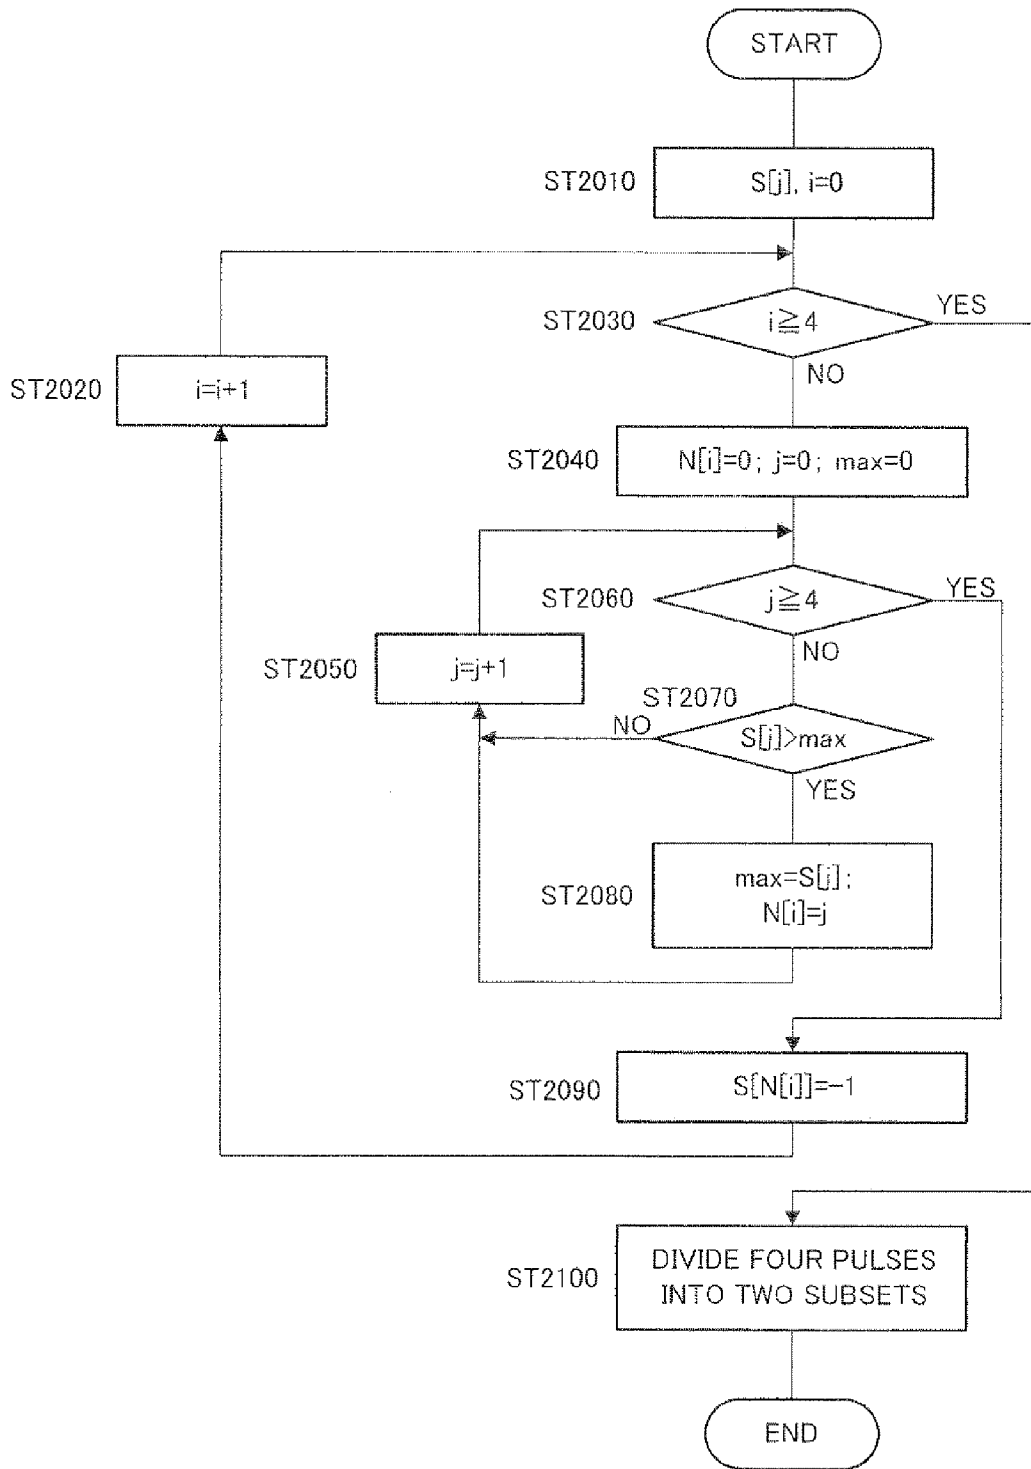 START
ST2010
S[j], i=0
ST2030
i≧4
YES
NO
ST2020
i=i+1
ST2040
N[i]=0; j=0; max=0
ST2060
j≧4
YES
NO
ST2050
j=j+1
ST2070
S[j]>max
NO
YES
ST2080
max=S[j];
N[i]=j
ST2090
S[N[i]]=-1
ST2100
DIVIDE FOUR PULSES
INTO TWO SUBSETS
END